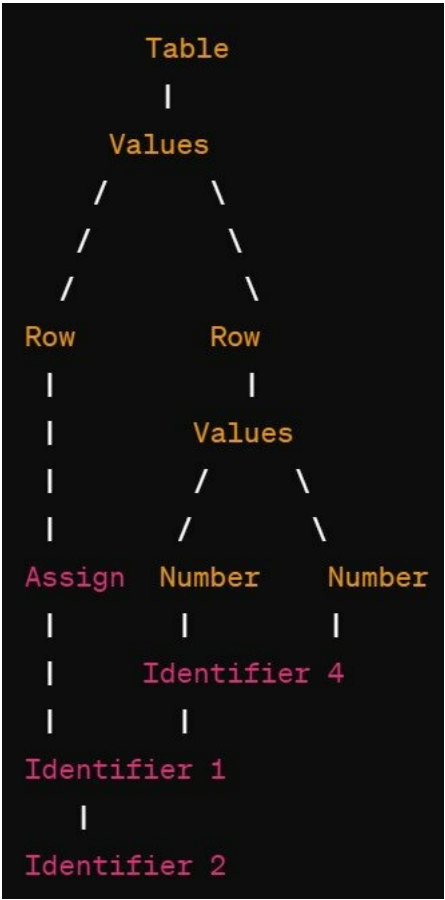 Table
|
Values
/ \
/ \
/ \
Row Row
| |
| Values
| / \
| / \
Assign Number Number
| | |
| Identifier 4
| |
Identifier 1
|
Identifier 2